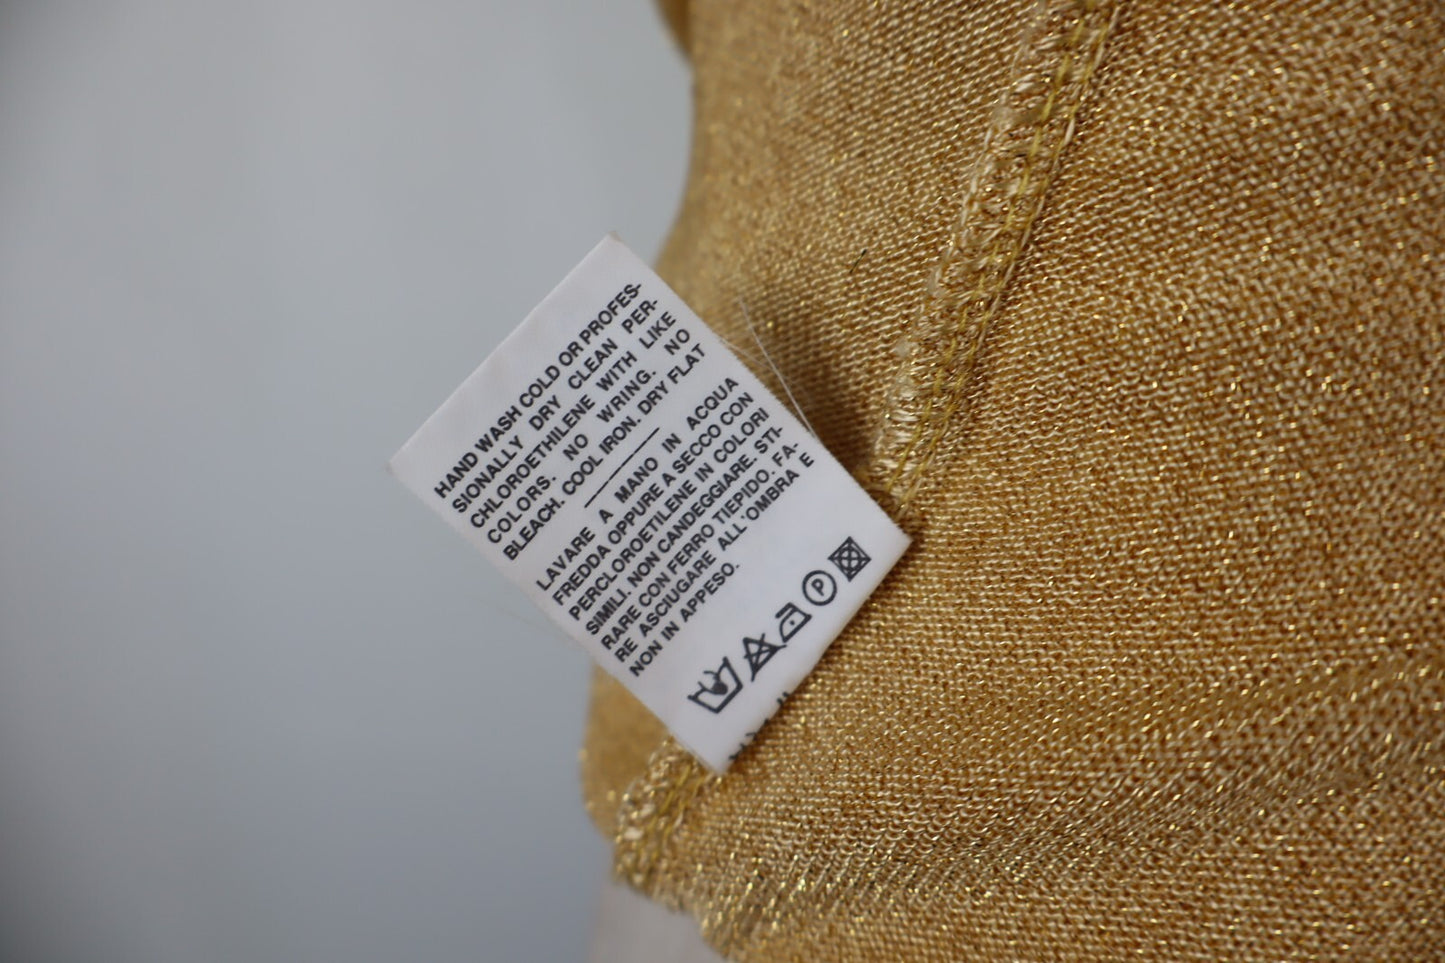 HAND WASH COLD OR PROFES-
SIONALLY DRY CLEAN PER-
CHLOROETHILENE WITH LIKE
COLORS. NO WRING. NO
BLEACH. COOL IRON. DRY FLAT
LAVARE A MANO IN ACQUA
FREDDA OPPURE A SECCO CON
PERCLOROETILENE IN COLORI
SIMILI. NON CANDEGGIARE. STI-
RARE CON FERRO TIEPIDO. FA-
RE ASCIUGARE ALL'OMBRA E
NON IN APPESO.
P